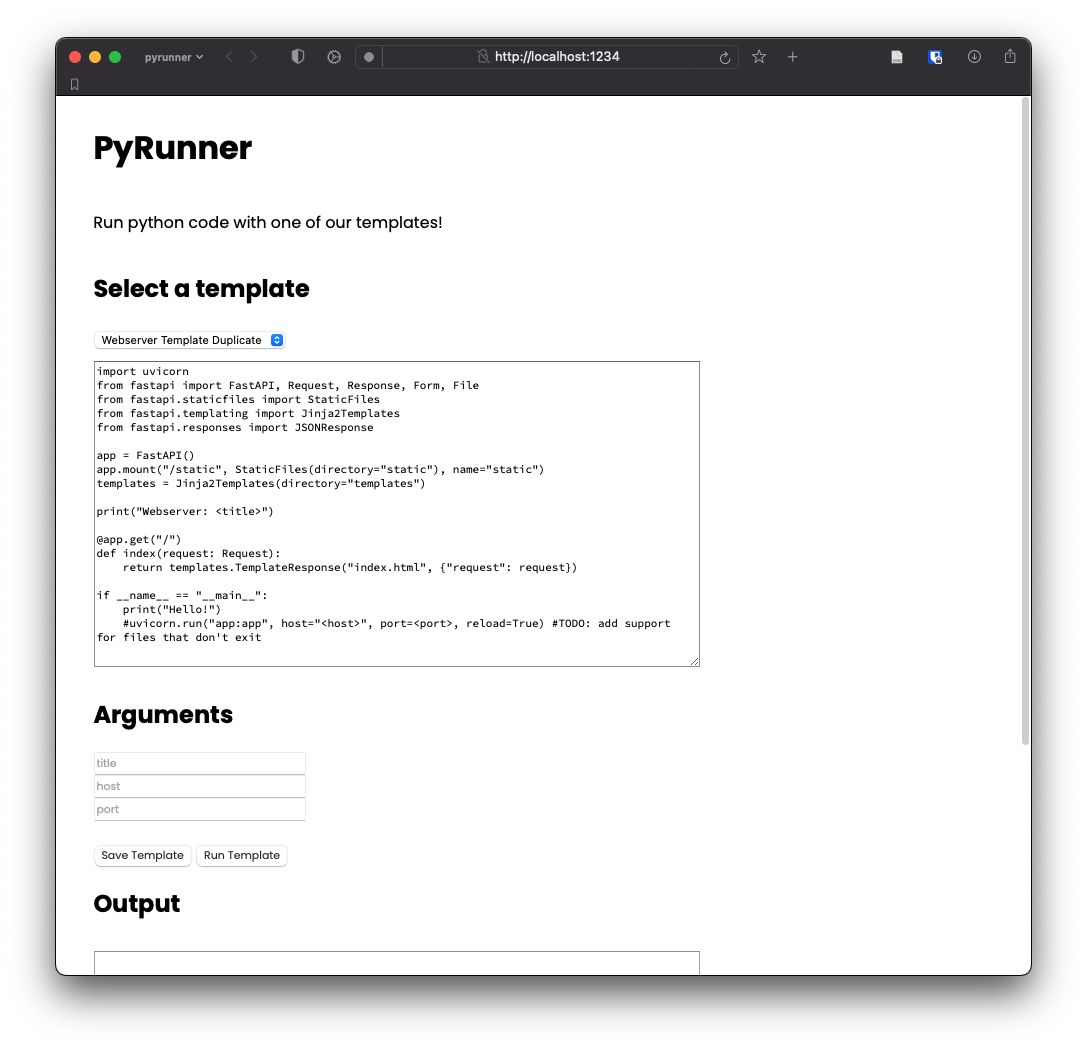 pyrunner
http://localhost:1234
PyRunner
Run python code with one of our templates!
Select a template
Webserver Template Duplicate
import uvicorn
from fastapi import FastAPI, Request, Response, Form, File
from fastapi.staticfiles import StaticFiles
from fastapi.templating import Jinja2Templates
from fastapi.responses import JSONResponse
app = FastAPI()
app.mount("/static", StaticFiles(directory="static"), name="static")
templates = Jinja2Templates(directory="templates")
print("Webserver: <title>")
@app.get("/")
def index(request: Request):
    return templates.TemplateResponse("index.html", {"request": request})
if __name__ == "__main__":
    print("Hello!")
    #uvicorn.run("app:app", host="<host>", port=<port>, reload=True) #TODO: add support
for files that don't exit
Arguments
title
host
port
Save Template Run Template
Output